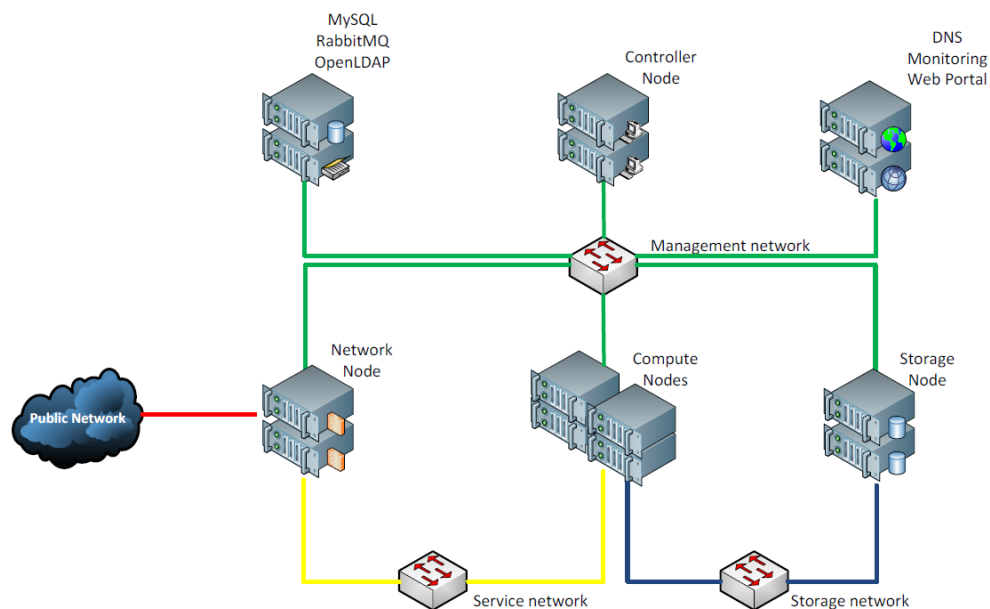 MySQL
RabbitMQ
OpenLDAP
Controller
Node
DNS
Monitoring
Web Portal
Management network
Network
Node
Compute
Nodes
Storage
Node
Public Network
Service network
Storage network